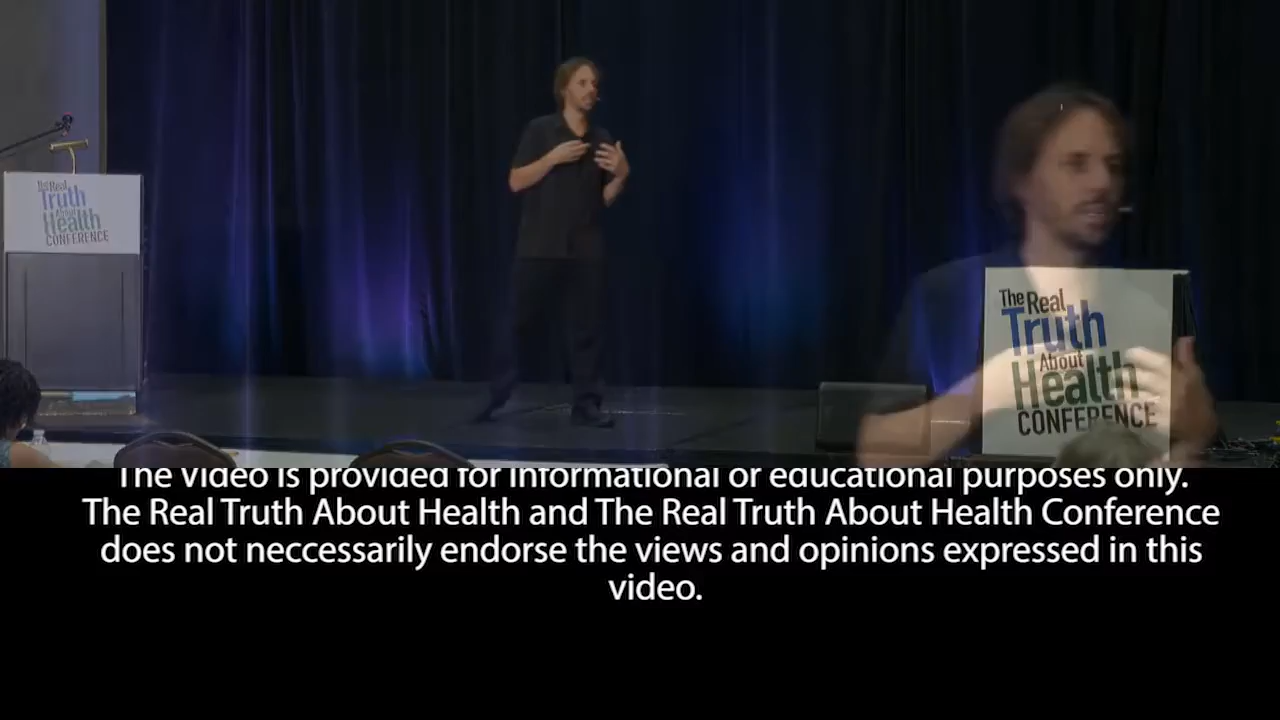 The Real
Truth
About
Health
CONFERENCE
The Real
Truth
About
Health
CONFERENCE
The Video is provided for informational or educational purposes only.
The Real Truth About Health and The Real Truth About Health Conference
does not neccessarily endorse the views and opinions expressed in this
video.